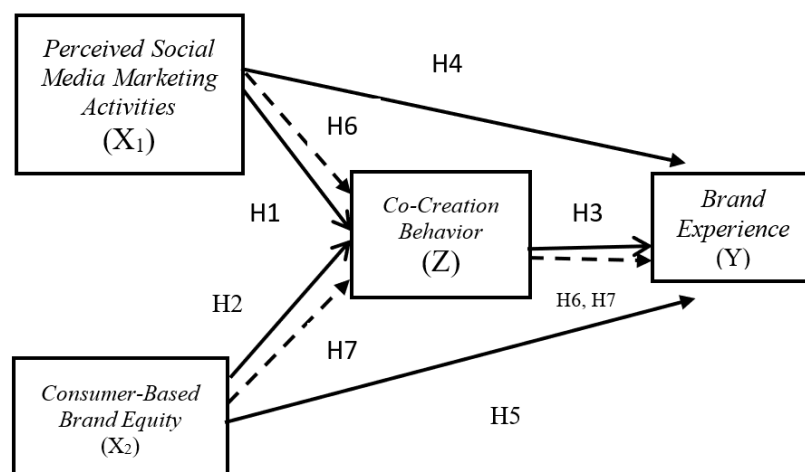 Perceived Social
Media Marketing
Activities
(X₁)
H4
H6
H1
Co-Creation
Behavior
(Z)
H3
Brand
Experience
(Y)
H2
H7
H6, H7
Consumer-Based
Brand Equity
(X₂)
H5